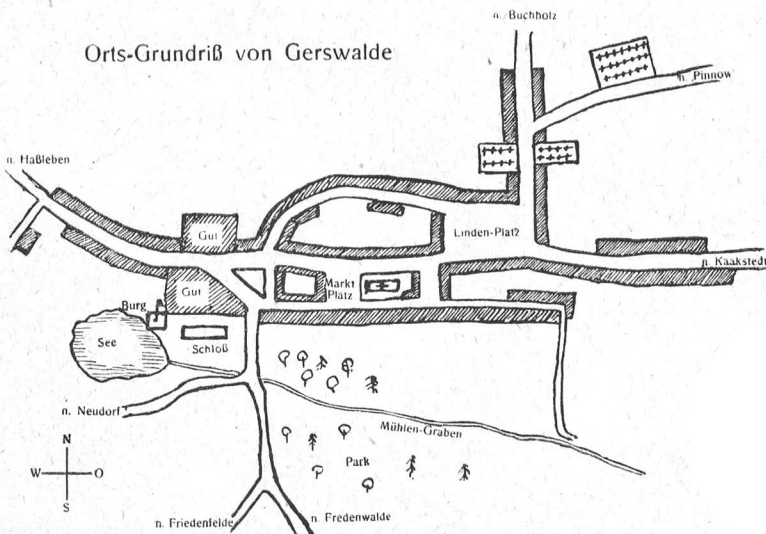 n. Buchholz
Orts-Grundriß von Gerswalde
n. Pinnow
n. Haßleben
Gut
Linden-Platz
n. Kaakstedt
Gut
Markt
Platz
Burg
See
Schloß
n. Neudorf
Mühlen-Graben
N
W
O
S
Park
n. Friedenfelde
n. Fredenwalde